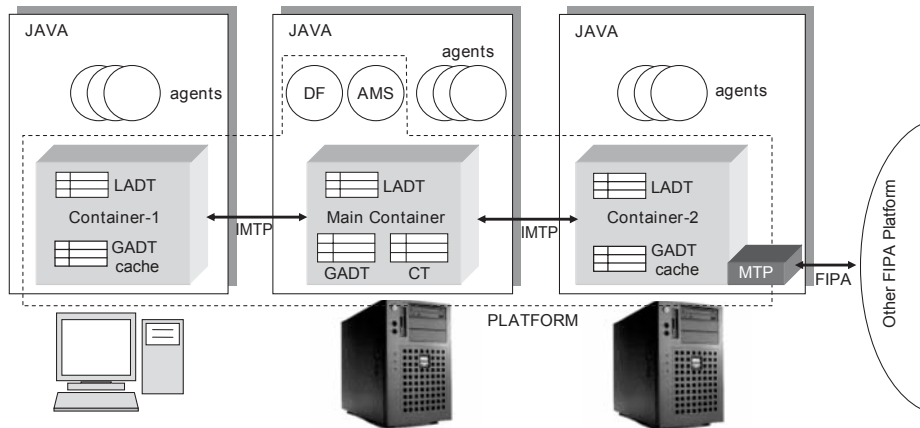 JAVA
agents
LADT
Container-1
GADT
cache
IMTP
JAVA
DF
AMS
agents
LADT
Main Container
GADT
CT
IMTP
JAVA
agents
LADT
Container-2
GADT
cache
MTP
FIPA
Other FIPA Platform
PLATFORM